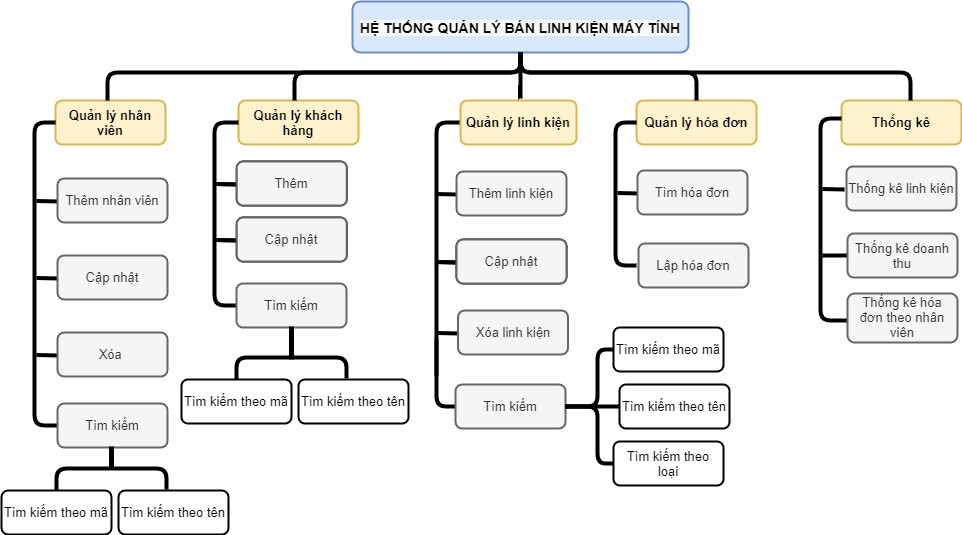 HỆ THỐNG QUẢN LÝ BÁN LINH KIỆN MÁY TÍNH
Quản lý nhân
viên
Thêm nhân viên
Cập nhật
Xóa
Tìm kiếm
Tìm kiếm theo mã
Tìm kiếm theo tên
Quản lý khách
hàng
Thêm
Cập nhật
Tìm kiếm
Tìm kiếm theo mã
Tìm kiếm theo tên
Quản lý linh kiện
Thêm linh kiện
Cập nhật
Xóa linh kiện
Tìm kiếm
Tìm kiếm theo mã
Tìm kiếm theo tên
Tìm kiếm theo
loại
Quản lý hóa đơn
Tìm hóa đơn
Lập hóa đơn
Thống kê
Thống kê linh kiện
Thống kê doanh
thu
Thống kê hóa
đơn theo nhân
viên